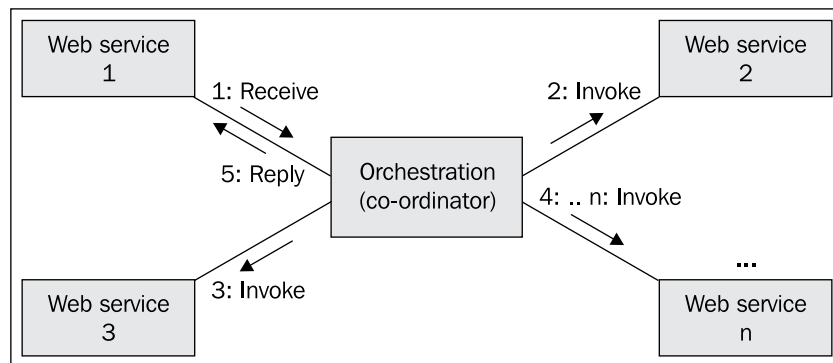 Web service
1
Web service
2
1: Receive
2: Invoke
5: Reply
Orchestration
(co-ordinator)
4: .. n: Invoke
3: Invoke
...
Web service
3
Web service
n